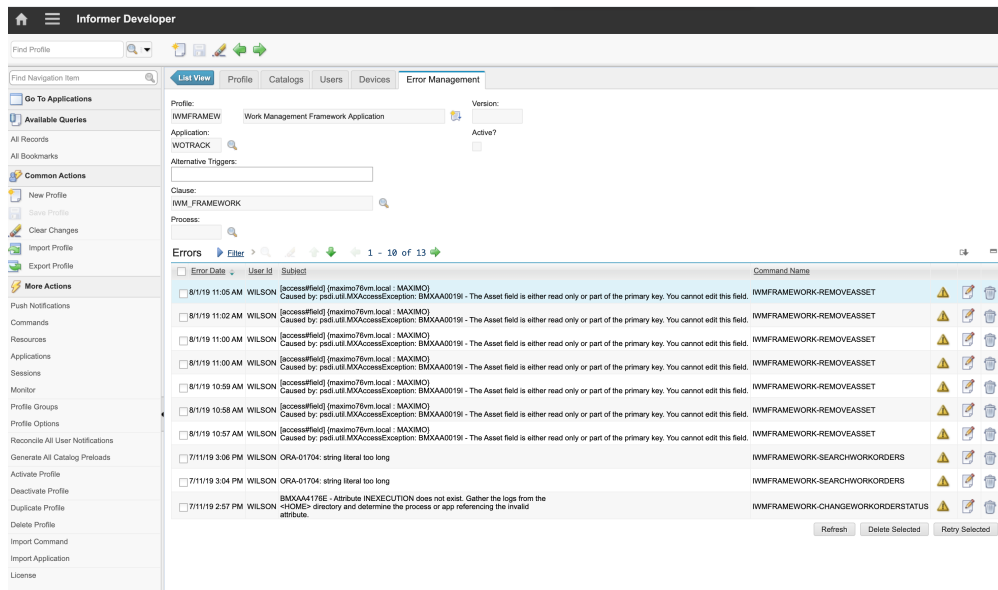 Informer Developer
Find Profile
Find Navigation Item
Go To Applications
Available Queries
All Records
All Bookmarks
Common Actions
New Profile
Save Profile
Clear Changes
Import Profile
Export Profile
More Actions
Push Notifications
Commands
Resources
Applications
Sessions
Monitor
Profile Groups
Profile Options
Reconcile All User Notifications
Generate All Catalog Preloads
Activate Profile
Deactivate Profile
Duplicate Profile
Delete Profile
Import Command
Import Application
License
List View Profile Catalogs Users Devices Error Management
Profile: Version:
IWMFRAMEW Work Management Framework Application
Application: Active?
WOTRACK
Alternative Triggers:
Clause:
IWM_FRAMEWORK
Process:
Errors Filter 1 - 10 of 13
Error Date User Id Subject Command Name
[access#field] {maximo76vm.local : MAXIMO}
8/1/19 11:05 AM WILSON Caused by: psdi.util.MXAccessException: BMXAA0019I - The Asset field is either read only or part of the primary key. You cannot edit this field. IWMFRAMEWORK-REMOVEASSET
[access#field] {maximo76vm.local : MAXIMO}
8/1/19 11:02 AM WILSON Caused by: psdi.util.MXAccessException: BMXAA0019I - The Asset field is either read only or part of the primary key. You cannot edit this field. IWMFRAMEWORK-REMOVEASSET
[access#field] {maximo76vm.local : MAXIMO}
8/1/19 11:00 AM WILSON Caused by: psdi.util.MXAccessException: BMXAA0019I - The Asset field is either read only or part of the primary key. You cannot edit this field. IWMFRAMEWORK-REMOVEASSET
[access#field] {maximo76vm.local : MAXIMO}
8/1/19 11:00 AM WILSON Caused by: psdi.util.MXAccessException: BMXAA0019I - The Asset field is either read only or part of the primary key. You cannot edit this field. IWMFRAMEWORK-REMOVEASSET
[access#field] {maximo76vm.local : MAXIMO}
8/1/19 10:59 AM WILSON Caused by: psdi.util.MXAccessException: BMXAA0019I - The Asset field is either read only or part of the primary key. You cannot edit this field. IWMFRAMEWORK-REMOVEASSET
[access#field] {maximo76vm.local : MAXIMO}
8/1/19 10:58 AM WILSON Caused by: psdi.util.MXAccessException: BMXAA0019I - The Asset field is either read only or part of the primary key. You cannot edit this field. IWMFRAMEWORK-REMOVEASSET
[access#field] {maximo76vm.local : MAXIMO}
8/1/19 10:57 AM WILSON Caused by: psdi.util.MXAccessException: BMXAA0019I - The Asset field is either read only or part of the primary key. You cannot edit this field. IWMFRAMEWORK-REMOVEASSET
7/11/19 3:06 PM WILSON ORA-01704: string literal too long IWMFRAMEWORK-SEARCHWORKORDERS
7/11/19 3:04 PM WILSON ORA-01704: string literal too long IWMFRAMEWORK-SEARCHWORKORDERS
BMXAA4176E - Attribute INEXECUTION does not exist. Gather the logs from the
7/11/19 2:57 PM WILSON <HOME> directory and determine the process or app referencing the invalid IWMFRAMEWORK-CHANGEWORKORDERSTATUS
attribute.
Refresh Delete Selected Retry Selected